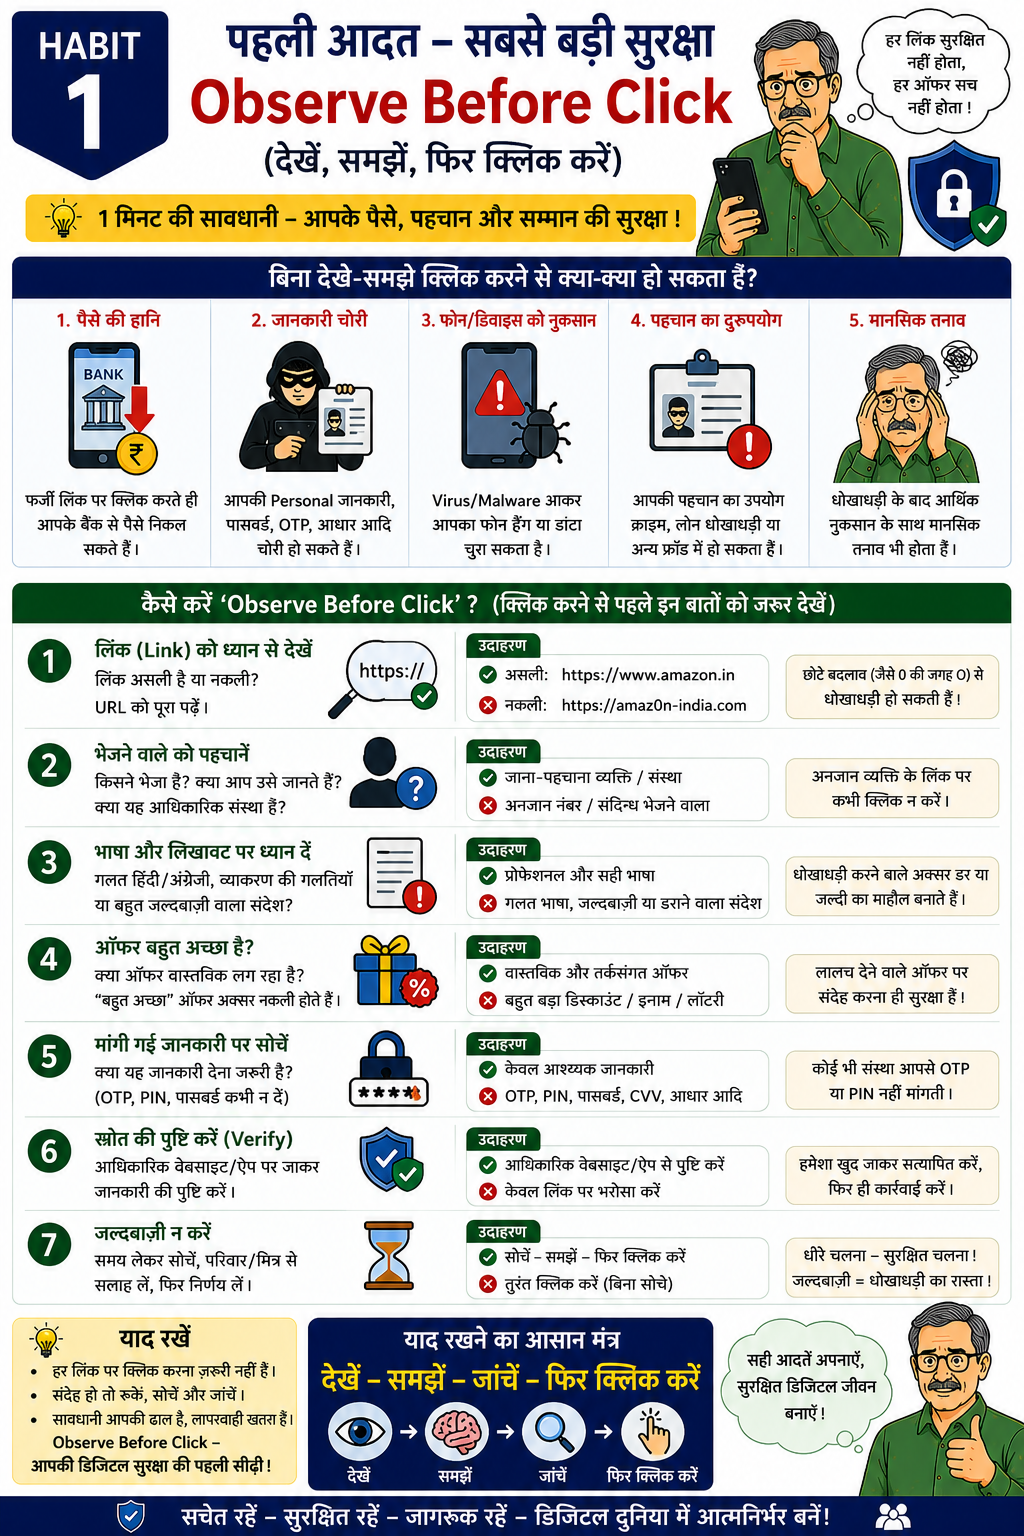 HABIT
1
पहली आदत – सबसे बड़ी सुरक्षा
Observe Before Click
(देखें, समझें, फिर क्लिक करें)
हर लिंक सुरक्षित
नहीं होता,
हर ऑफर सच
नहीं होता !
1 मिनट की सावधानी – आपके पैसे, पहचान और सम्मान की सुरक्षा !
बिना देखे-समझे क्लिक करने से क्या-क्या हो सकता हैं?
1. पैसे की हानि
BANK
₹
फर्जी लिंक पर क्लिक करते ही
आपके बैंक से पैसे निकल
सकते हैं ।
2. जानकारी चोरी
आपकी Personal जानकारी,
पासवर्ड, OTP, आधार आदि
चोरी हो सकते हैं ।
3. फोन/डिवाइस को नुकसान
!
Virus/Malware आकर
आपका फोन हैंग या डांटा
चुरा सकता है ।
4. पहचान का दुरुपयोग
!
आपकी पहचान का उपयोग
क्राइम, लोन धोखाधड़ी या
अन्य फ्रॉड में हो सकता हैं ।
5. मानसिक तनाव
धोखाधड़ी के बाद आर्थिक
नुकसान के साथ मानसिक
तनाव भी होता हैं ।
कैसे करें ‘Observe Before Click’ ? (क्लिक करने से पहले इन बातों को जरुर देखें)
1
लिंक (Link) को ध्यान से देखें
लिंक असली है या नकली?
URL को पूरा पढ़ें ।
https://
उदाहरण
असली: https://www.amazon.in
नकली: https://amaz0n-india.com
छोटे बदलाव (जैसे 0 की जगह O) से
धोखाधड़ी हो सकती हैं !
2
भेजने वाले को पहचानें
किसने भेजा है? क्या आप उसे जानते हैं?
क्या यह आधिकारिक संस्था हैं?
?
उदाहरण
जाना-पहचाना व्यक्ति / संस्था
अनजान नंबर / संदिन्ध भेजने वाला
अनजान व्यक्ति के लिंक पर
कभी क्लिक न करें ।
3
भाषा और लिखावट पर ध्यान दें
गलत हिंदी/अंग्रेजी, व्याकरण की गलतियाँ
या बहुत जल्दबाज़ी वाला संदेश?
!
उदाहरण
प्रोफेशनल और सही भाषा
गलत भाषा, जल्दबाज़ी या डराने वाला संदेश
धोखाधड़ी करने बाले अक्सर डर या
जल्दी का माहौल बनाते हैं ।
4
ऑफर बहुत अच्छा है?
क्या ऑफर वास्तविक लग रहा है?
“बहुत अच्छा” ऑफर अक्सर नकली होते हैं ।
%
उदाहरण
वास्तविक और तर्कसंगत ऑफर
बहुत बड़ा डिस्काउंट / इनाम / लॉटरी
लालच देने वाले ऑफर पर
संदेह करना ही सुरक्षा हैं !
5
मांगी गई जानकारी पर सोचें
क्या यह जानकारी देना जरूरी है?
(OTP, PIN, पासबर्ड कभी न दें)
****
उदाहरण
केवल आश्य्यक जानकारी
OTP, PIN, पासबर्ड, CVV, आधार आदि
कोई भी संस्था आपसे OTP
या PIN नहीं मांगती ।
6
स्रोत की पुष्टि करें (Verify)
आधिकारिक वेबसाइट/ऐप पर जाकर
जानकारी की पुष्टि करें ।
उदाहरण
आधिकारिक वेबसाइट/ऐप से पुष्टि करें
केवल लिंक पर भरोसा करें
हमेशा खुद जाकर सत्यापित करें,
फिर ही कार्रवाई करें ।
7
जल्दबाज़ी न करें
समय लेकर सोचें, परिवार/मित्र से
सलाह लें, फिर निर्णय लें ।
उदाहरण
सोचें – समझें – फिर क्लिक करें
तुरंत क्लिक करें (बिना सोचे)
धीरे चलना – सुरक्षित चलना !
जल्दबाज़ी = धोखाधड़ी का रास्ता !
याद रखें
• हर लिंक पर क्लिक करना ज़रूरी नहीं हैं ।
• संदेह हो तो रूकें, सोचें और जांचें ।
• सावधानी आपकी ढाल है, लापरवाही खतरा हैं ।
Observe Before Click –
आपकी डिजिटल सुरक्षा की पहली सीढ़ी !
याद रखने का आसान मंत्र
देखें – समझें – जांचें – फिर क्लिक करें
देखें
समझें
जांचें
फिर क्लिक करें
सही आदतें अपनाएँ,
सुरक्षित डिजिटल जीवन
बनाएँ !
सचेत रहें – सुरक्षित रहें – जागरूक रहें – डिजिटल दुनिया में आत्मनिर्भर बनें !